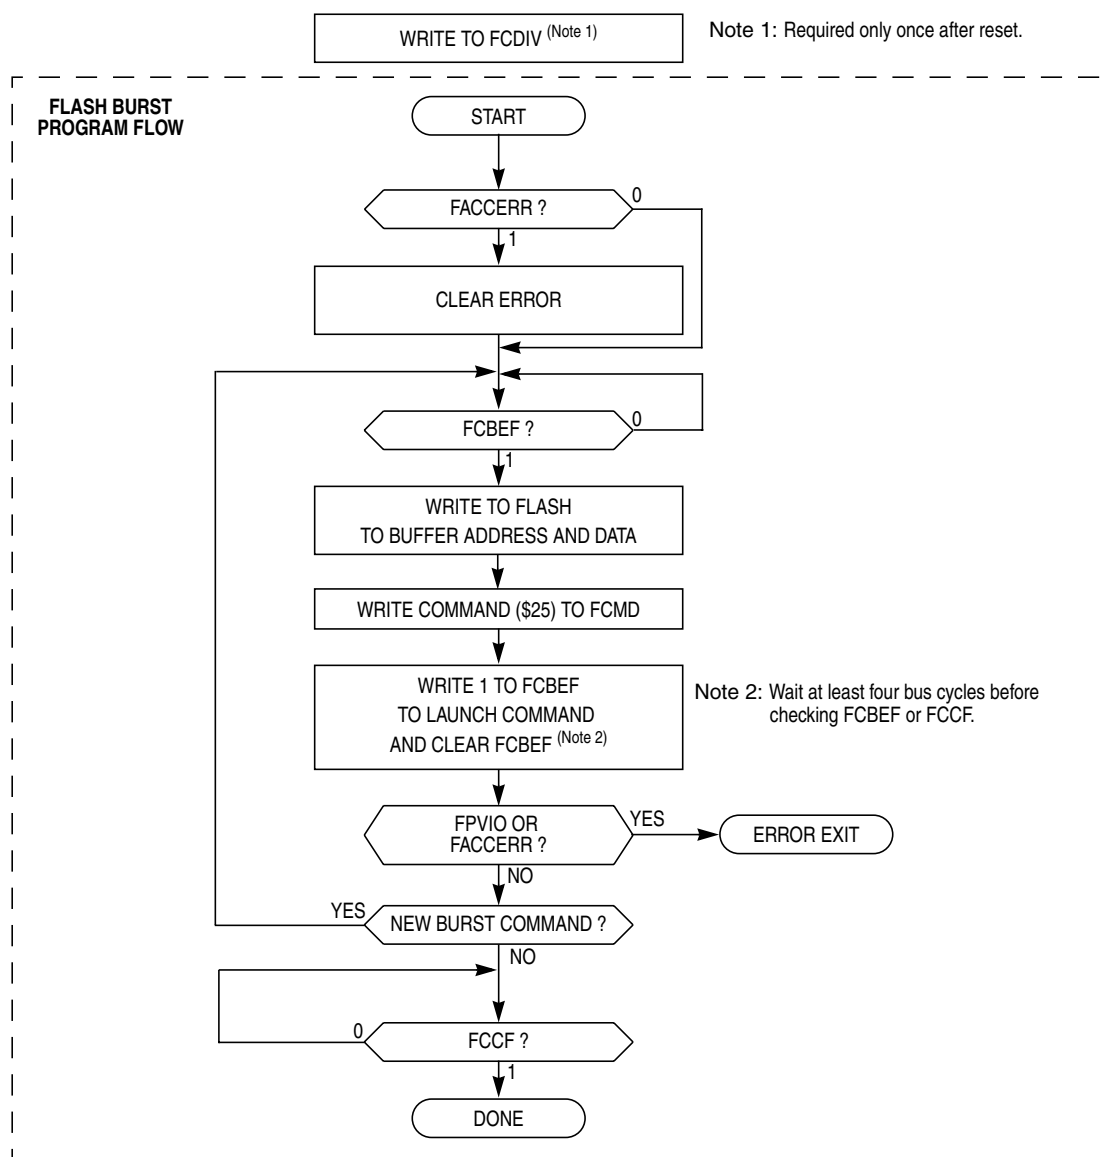 WRITE TO FCDIV (Note 1)
Note 1: Required only once after reset.
FLASH BURST
PROGRAM FLOW
START
FACCERR ?
0
1
CLEAR ERROR
FCBEF ?
0
1
WRITE TO FLASH
TO BUFFER ADDRESS AND DATA
WRITE COMMAND ($25) TO FCMD
WRITE 1 TO FCBEF
TO LAUNCH COMMAND
AND CLEAR FCBEF (Note 2)
Note 2: Wait at least four bus cycles before
checking FCBEF or FCCF.
FPVIO OR
FACCERR ?
YES
ERROR EXIT
NO
YES
NEW BURST COMMAND ?
NO
0
FCCF ?
1
DONE